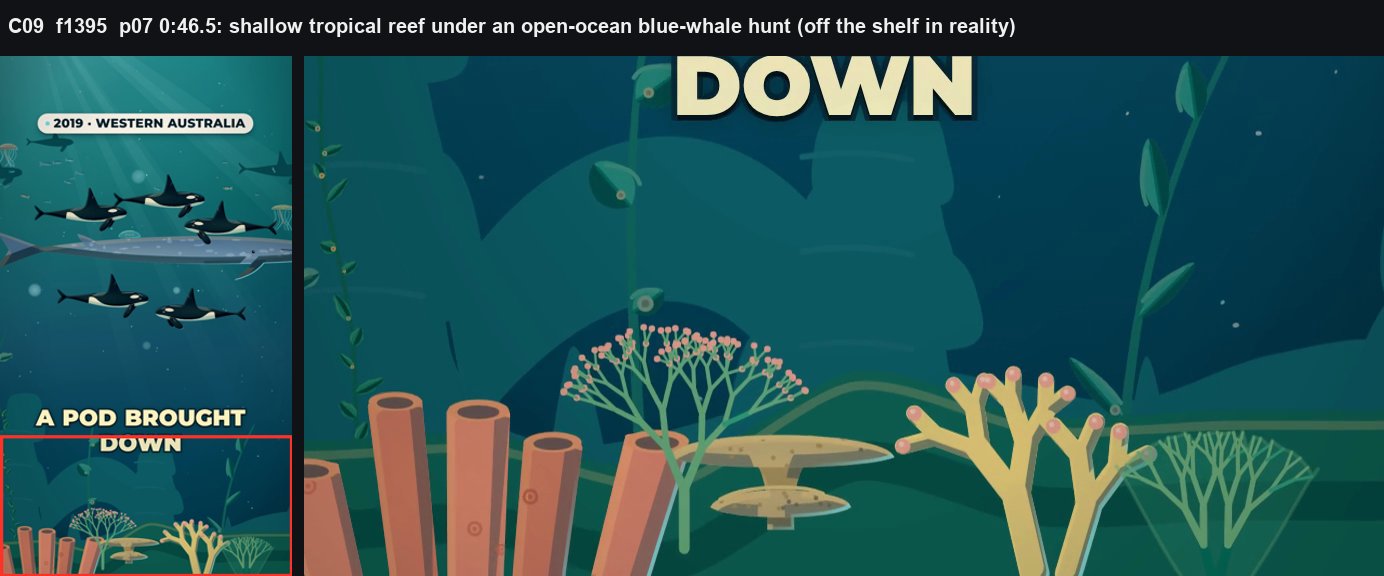 C09 f1395 p07 0:46.5: shallow tropical reef under an open-ocean blue-whale hunt (off the shelf in reality)
2019 · WESTERN AUSTRALIA
A POD BROUGHT
DOWN
DOWN